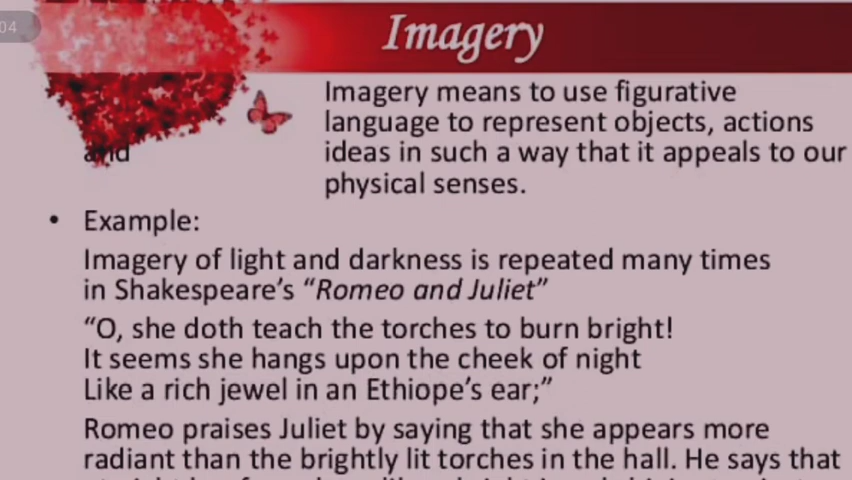 04
Imagery
Imagery means to use figurative
language to represent objects, actions
and ideas in such a way that it appeals to our
physical senses.
• Example:
Imagery of light and darkness is repeated many times
in Shakespeare’s “Romeo and Juliet”
“O, she doth teach the torches to burn bright!
It seems she hangs upon the cheek of night
Like a rich jewel in an Ethiope’s ear;”
Romeo praises Juliet by saying that she appears more
radiant than the brightly lit torches in the hall. He says that